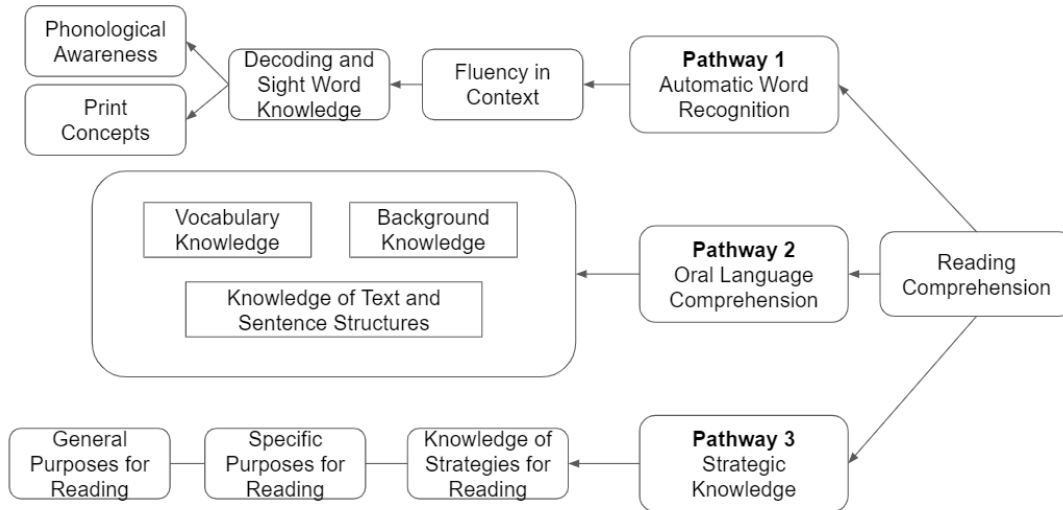 Phonological
Awareness
Print
Concepts
Decoding and
Sight Word
Knowledge
Fluency in
Context
Pathway 1
Automatic Word
Recognition
Vocabulary
Knowledge
Background
Knowledge
Knowledge of Text and
Sentence Structures
Pathway 2
Oral Language
Comprehension
Reading
Comprehension
General
Purposes for
Reading
Specific
Purposes for
Reading
Knowledge of
Strategies for
Reading
Pathway 3
Strategic
Knowledge